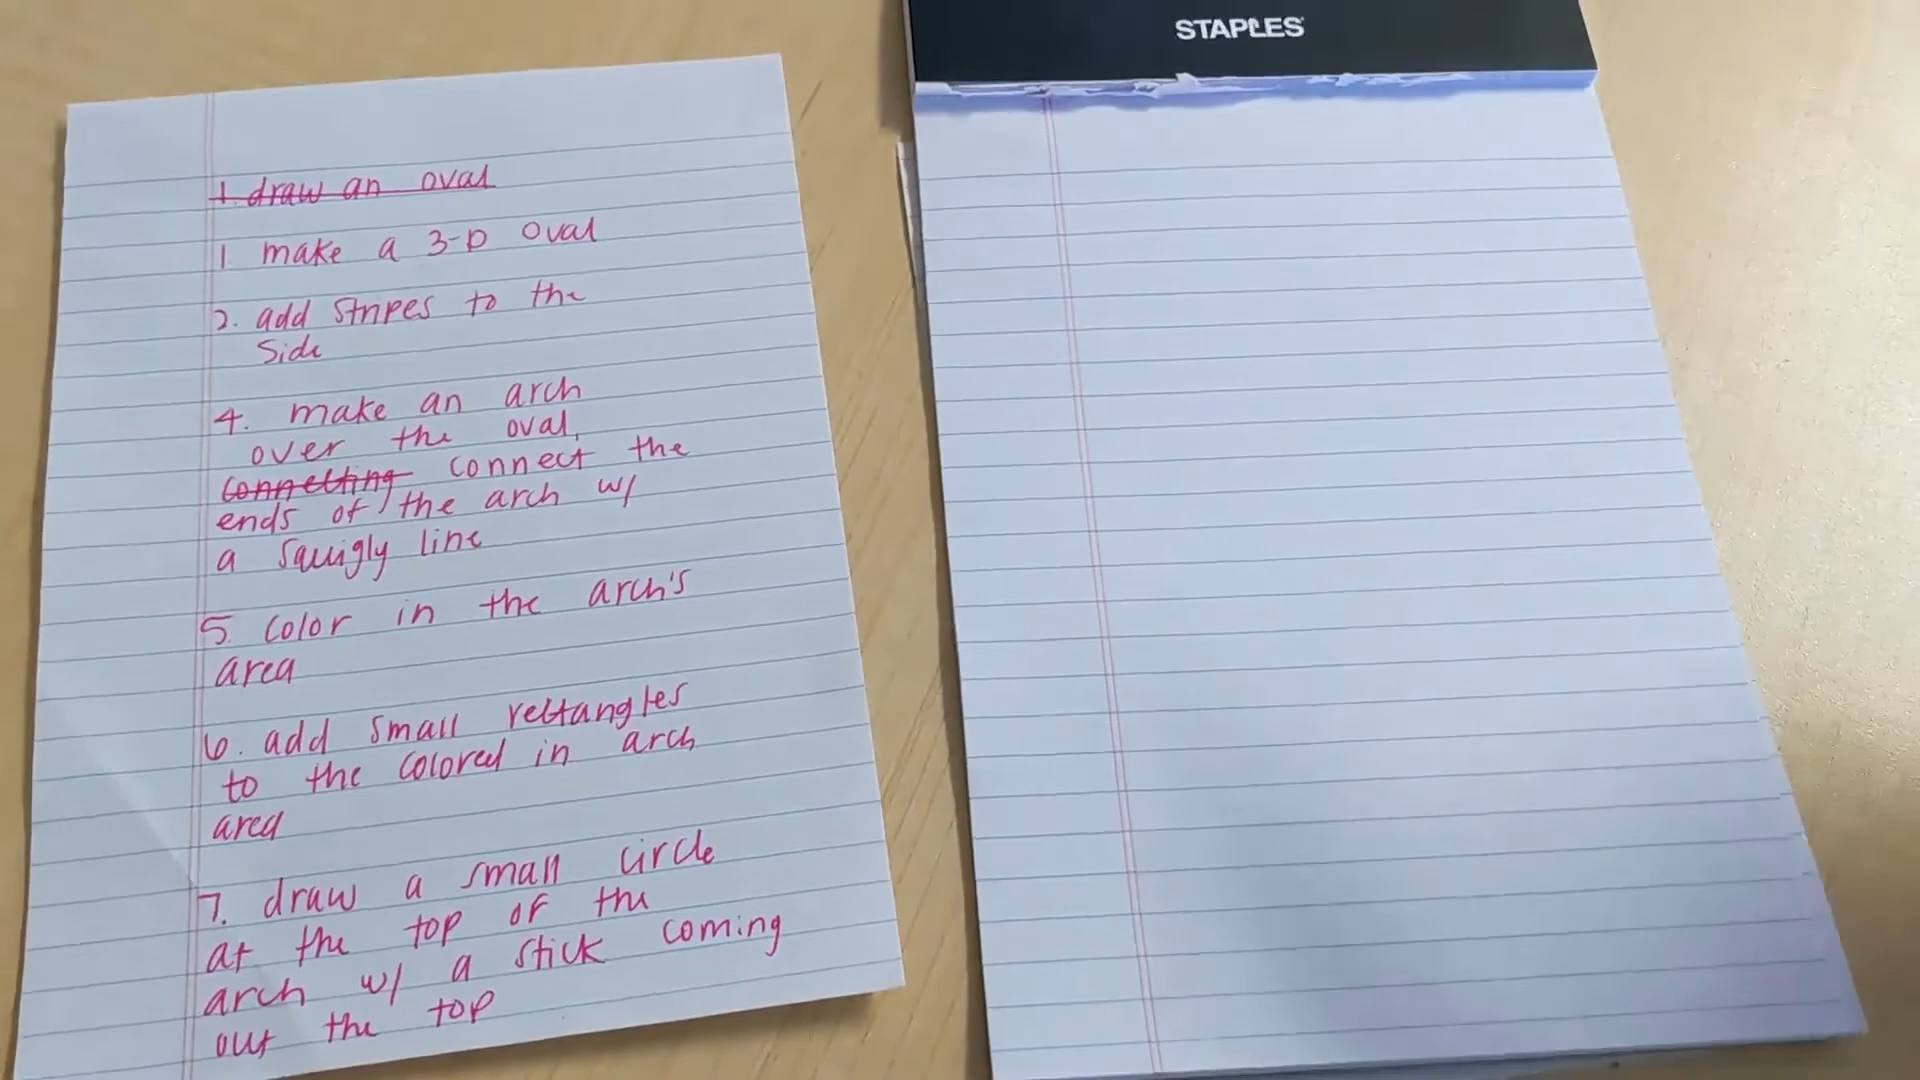 STAPLES
1. draw an oval
1 make a 3-D oval
2. add stripes to the
side
4. make an arch
over the oval,
connecting connect the
ends of the arch w/
a squigly line
5. color in the arch's
area
6. add small rectangles
to the colored in arch
area
7. draw a small circle
at the top of the
arch w/ a stick coming
out the top